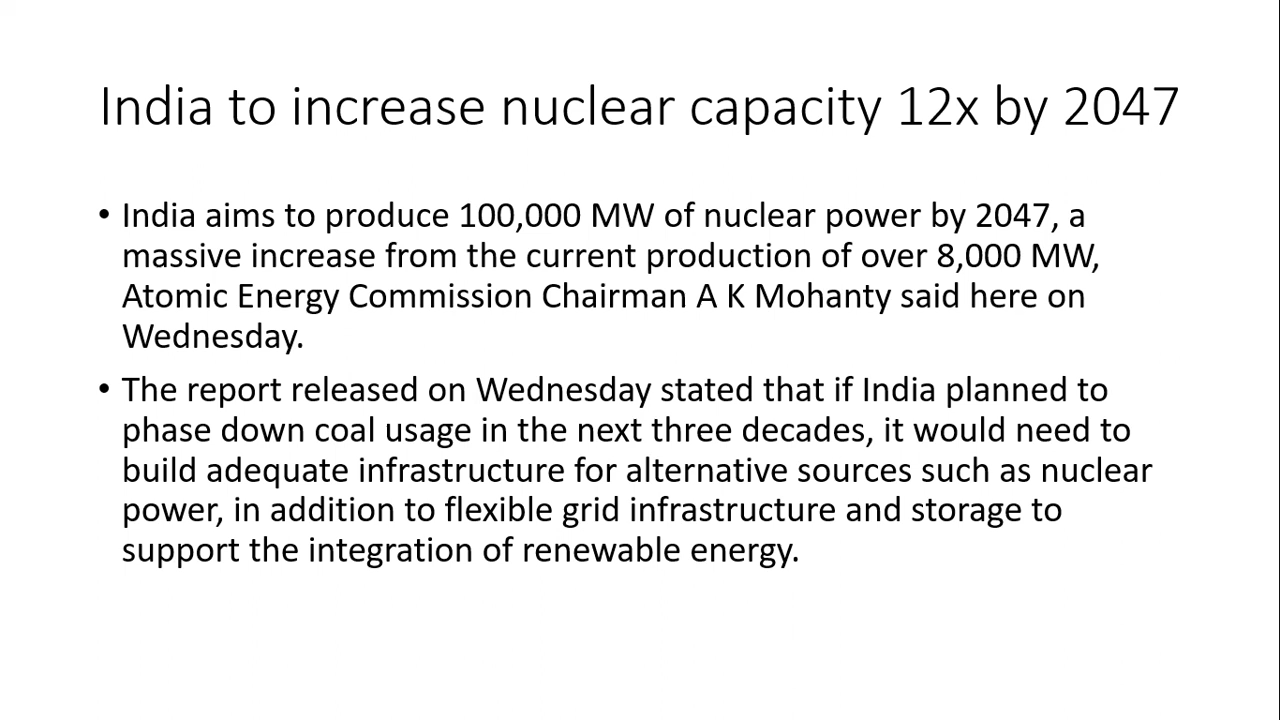 India to increase nuclear capacity 12x by 2047
• India aims to produce 100,000 MW of nuclear power by 2047, a
massive increase from the current production of over 8,000 MW,
Atomic Energy Commission Chairman A K Mohanty said here on
Wednesday.
• The report released on Wednesday stated that if India planned to
phase down coal usage in the next three decades, it would need to
build adequate infrastructure for alternative sources such as nuclear
power, in addition to flexible grid infrastructure and storage to
support the integration of renewable energy.